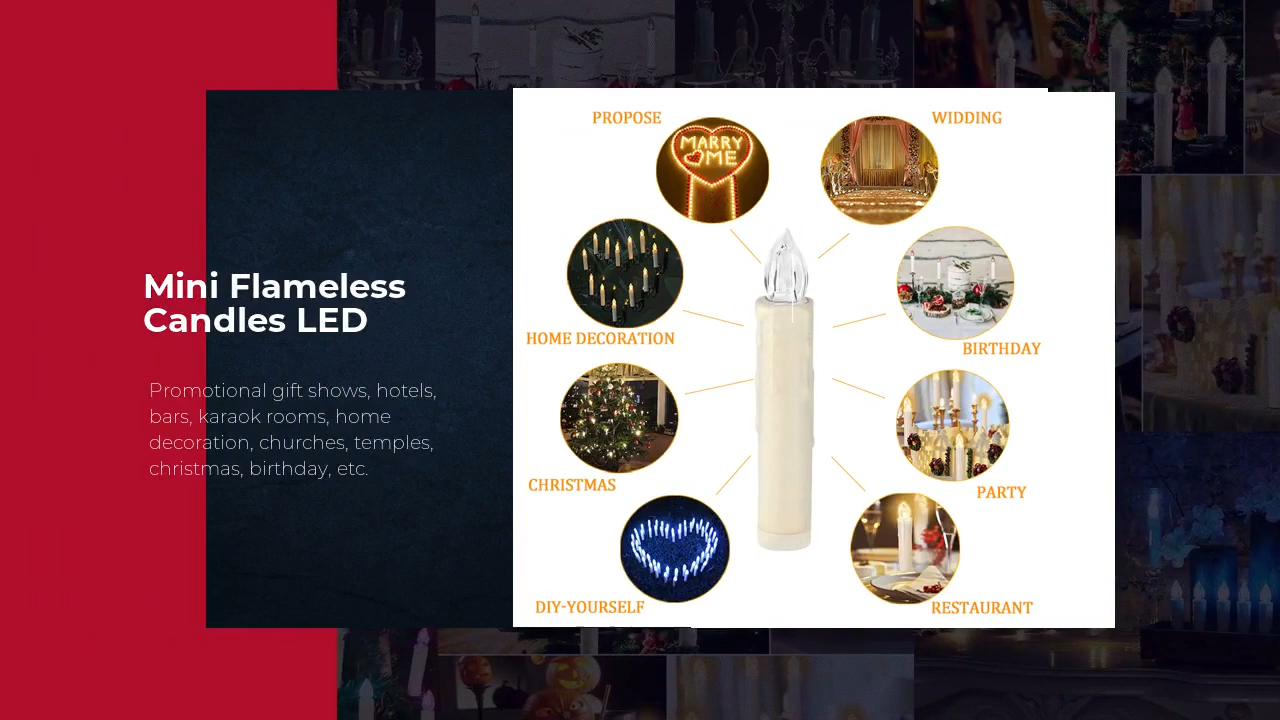 Mini Flameless
Candles LED
Promotional gift shows, hotels,
bars, karaok rooms, home
decoration, churches, temples,
christmas, birthday, etc.
PROPOSE
WIDDING
MARRY
ME
HOME DECORATION
BIRTHDAY
CHRISTMAS
PARTY
DIY-YOURSELF
RESTAURANT